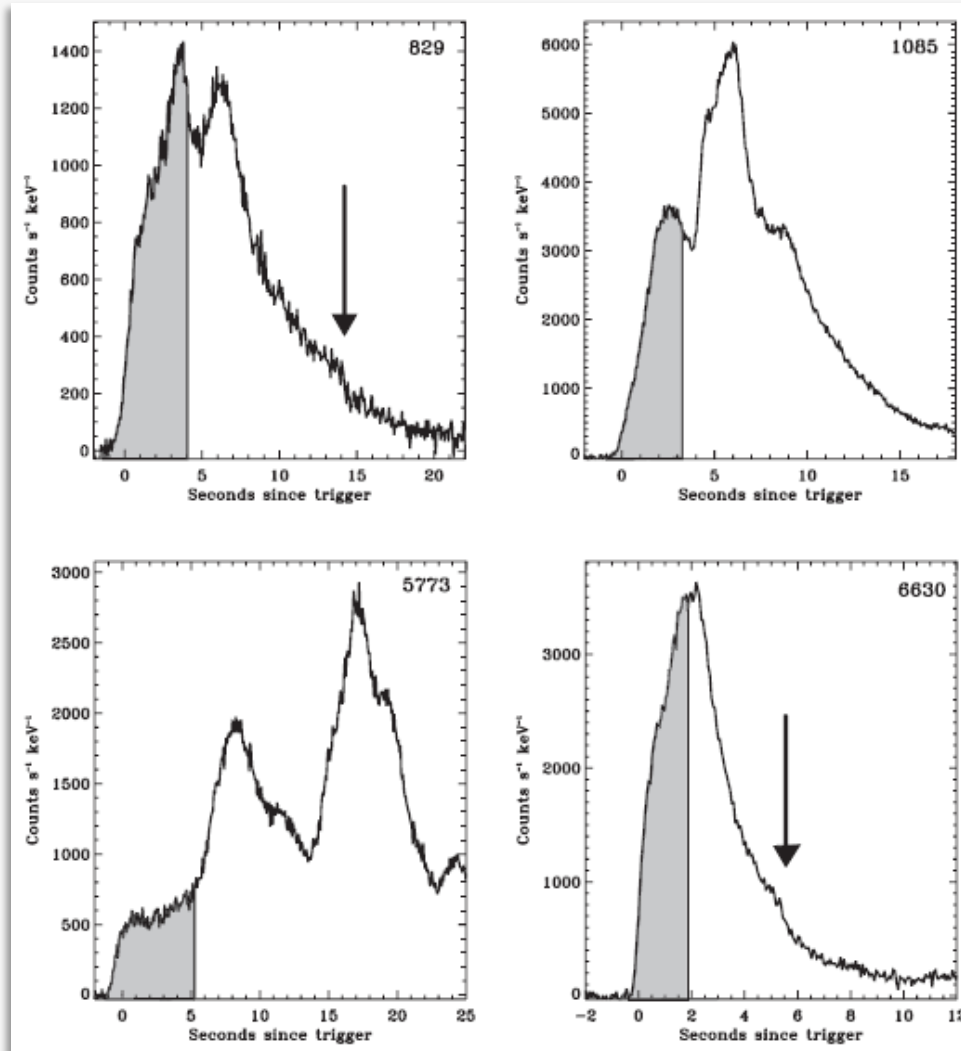 829
1400
1200
1000
800
600
400
200
0
Counts s⁻¹ keV⁻¹
0 5 10 15 20
Seconds since trigger
1085
6000
5000
4000
3000
2000
1000
0
Counts s⁻¹ keV⁻¹
0 5 10 15
Seconds since trigger
5773
3000
2500
2000
1500
1000
500
0
Counts s⁻¹ keV⁻¹
0 5 10 15 20 25
Seconds since trigger
6630
3000
2000
1000
0
Counts s⁻¹ keV⁻¹
-2 0 2 4 6 8 10
Seconds since trigger